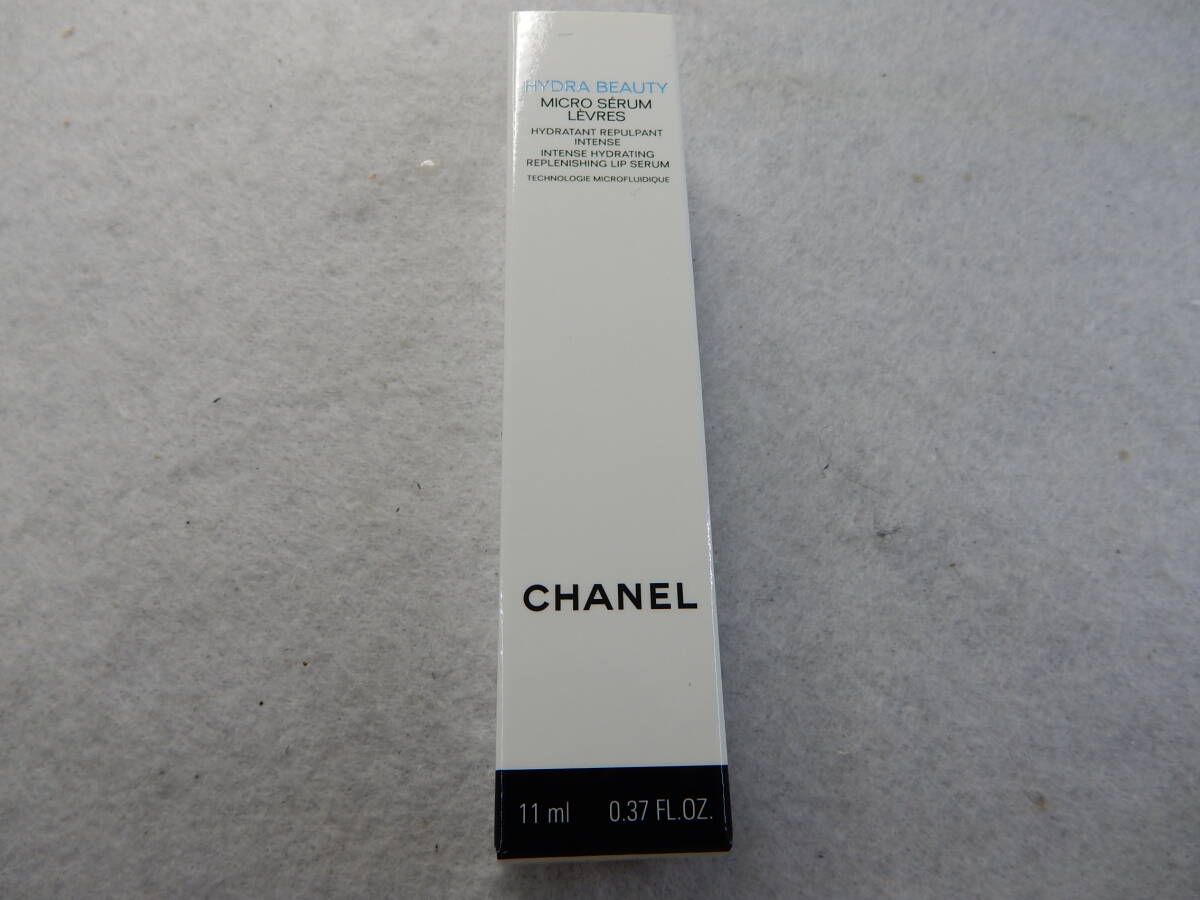 HYDRA BEAUTY
MICRO SÉRUM
LÈVRES
HYDRATANT REPULPANT
INTENSE
INTENSE HYDRATING
REPLENISHING LIP SERUM
TECHNOLOGIE MICROFLUIDIQUE
CHANEL
11 ml 0.37 FL.OZ.